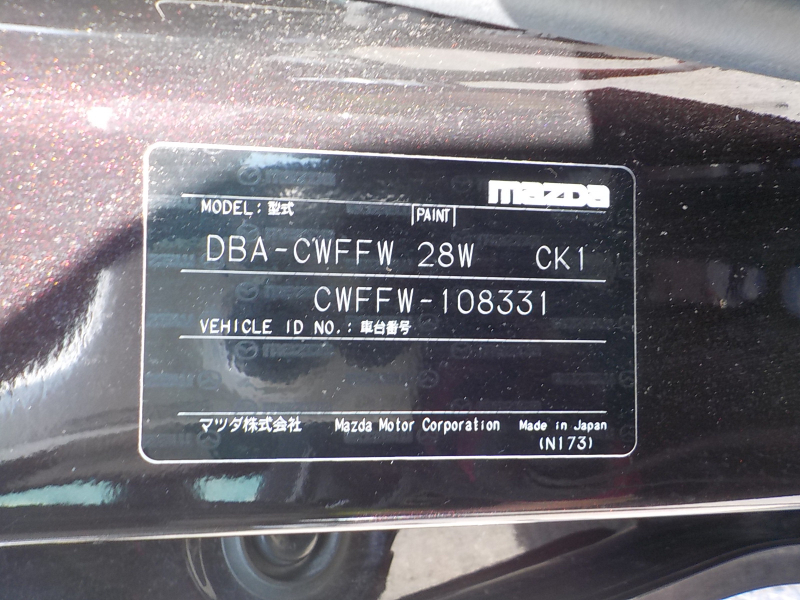 mazda
MODEL: 型式 PAINT
DBA-CWFFW 28W CK1
CWFFW-108331
VEHICLE ID NO.: 車台番号
マツダ株式会社 Mazda Motor Corporation Made in Japan
(N173)